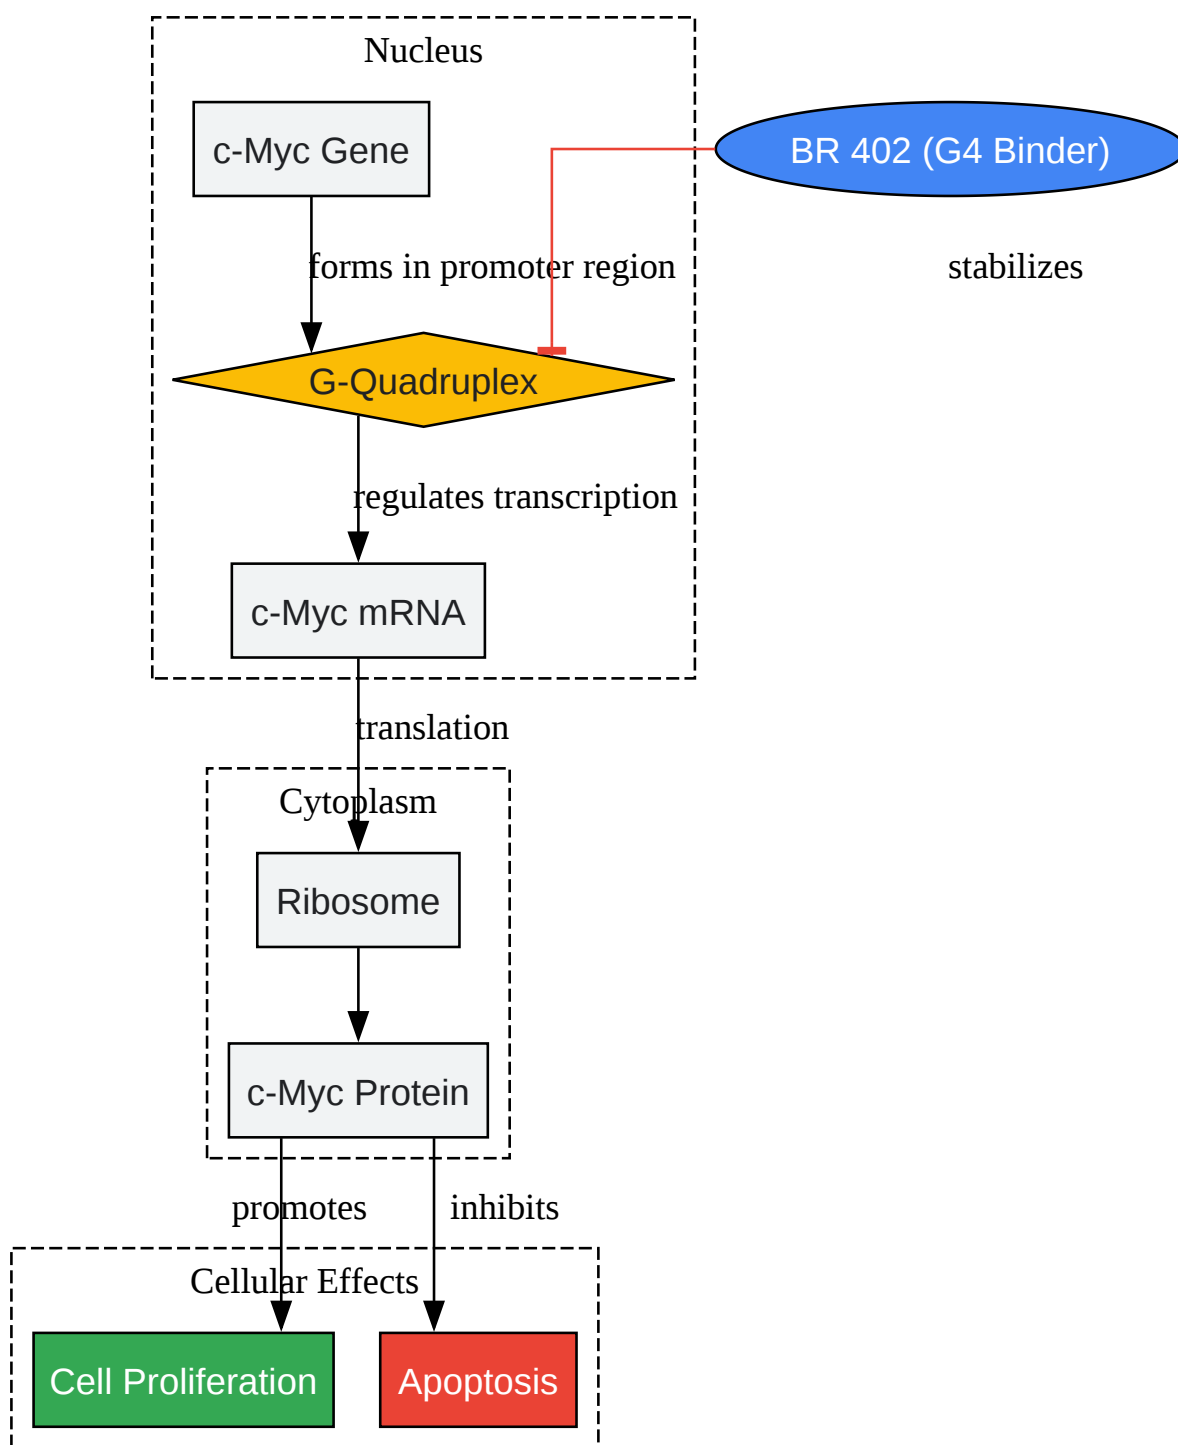 Nucleus
c-Myc Gene
BR 402 (G4 Binder)
forms in promoter region
stabilizes
G-Quadruplex
regulates transcription
c-Myc mRNA
translation
Cytoplasm
Ribosome
c-Myc Protein
promotes
inhibits
Cellular Effects
Cell Proliferation
Apoptosis